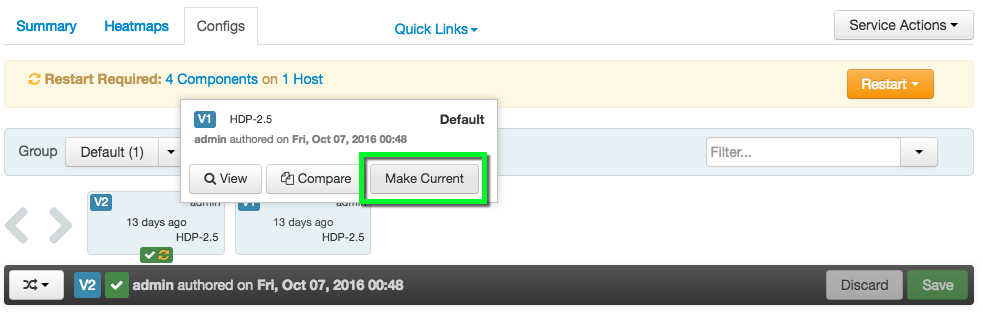 Summary Heatmaps Configs Quick Links Service Actions
Restart Required: 4 Components on 1 Host Restart
V1 HDP-2.5 Default
admin authored on Fri, Oct 07, 2016 00:48
Group Default (1) Filter...
View Compare Make Current
V2 admin V1 admin
13 days ago 13 days ago
HDP-2.5 HDP-2.5
V2 admin authored on Fri, Oct 07, 2016 00:48 Discard Save